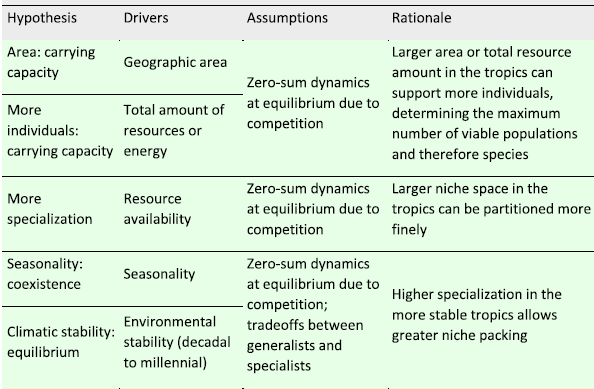 Hypothesis Drivers Assumptions Rationale
Area: carrying
capacity
Geographic area
Zero-sum dynamics
at equilibrium due to
competition
Larger area or total resource
amount in the tropics can
support more individuals,
determining the maximum
number of viable populations
and therefore species
More
individuals:
carrying capacity
Total amount of
resources or
energy
More
specialization
Resource
availability
Zero-sum dynamics
at equilibrium due to
competition
Larger niche space in the
tropics can be partitioned more
finely
Seasonality:
coexistence
Seasonality
Zero-sum dynamics
at equilibrium due to
competition;
tradeoffs between
generalists and
specialists
Higher specialization in the
more stable tropics allows
greater niche packing
Climatic stability:
equilibrium
Environmental
stability (decadal
to millennial)